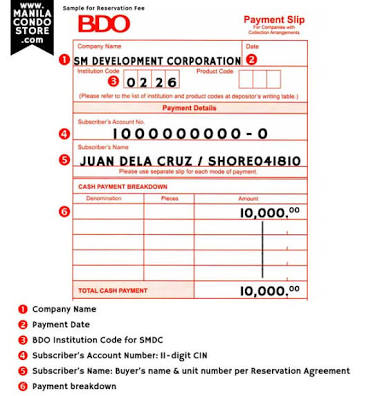 www.
MANILA
CONDO
STORE
.com
Sample for Reservation Fee
BDO
Payment Slip
For Companies with
Collection Arrangements
Company Name
Date
1 SM DEVELOPMENT CORPORATION 2
Institution Code
Product Code
3 0226
(Please refer to the list of institution and product codes at depositor's writing table.)
Payment Details
Subscriber's Account No.
4 1000000000-0
Subscriber's Name
5 JUAN DELA CRUZ / SHORE041810
Please use separate slip for each mode of payment.
CASH PAYMENT BREAKDOWN
Denomination Pieces Amount
6 10,000.00
TOTAL CASH PAYMENT 10,000.00
1 Company Name
2 Payment Date
3 BDO Institution Code for SMDC
4 Subscriber's Account Number: 11-digit CIN
5 Subscriber's Name: Buyer's name & unit number per Reservation Agreement
6 Payment breakdown